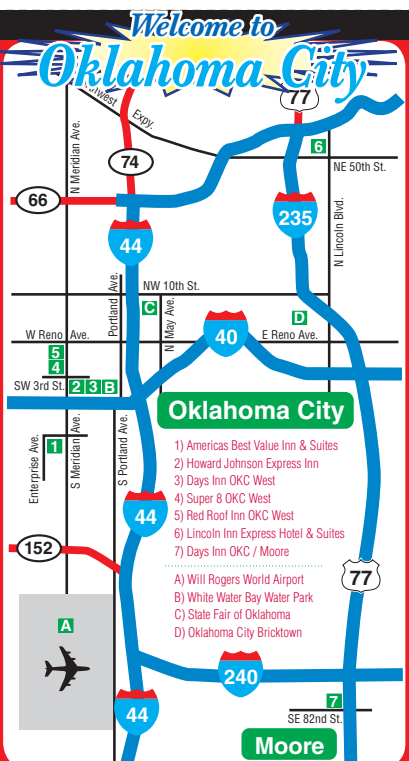 Welcome to
Oklahoma City
Northwest Expy.
77
N Meridian Ave.
6
NE 50th St.
74
66
235
44
N Lincoln Blvd.
Portland Ave.
NW 10th St.
C
N May Ave.
D
W Reno Ave.
40
E Reno Ave.
5
4
SW 3rd St.
2 3 B
Oklahoma City
Enterprise Ave.
1
S Meridian Ave.
S Portland Ave.
1) Americas Best Value Inn & Suites
2) Howard Johnson Express Inn
3) Days Inn OKC West
4) Super 8 OKC West
5) Red Roof Inn OKC West
6) Lincoln Inn Express Hotel & Suites
7) Days Inn OKC / Moore
44
152
A) Will Rogers World Airport
B) White Water Bay Water Park
C) State Fair of Oklahoma
D) Oklahoma City Bricktown
77
A
240
44
7
SE 82nd St.
Moore